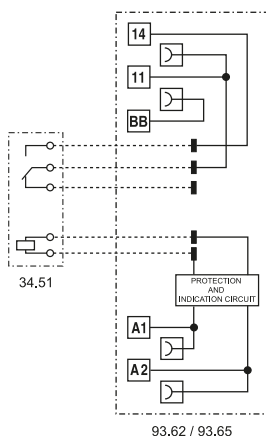 14
11
BB
34.51
PROTECTION
AND
INDICATION CIRCUIT
A1
A2
93.62 / 93.65